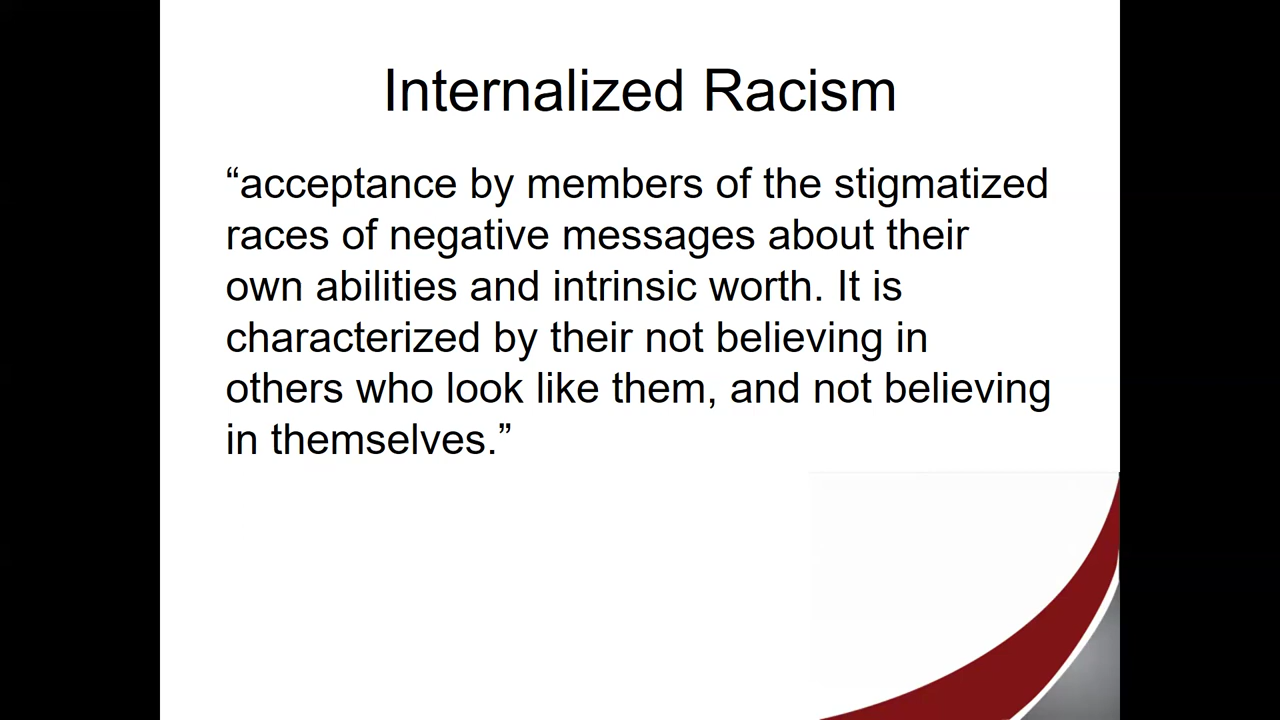 Internalized Racism
“acceptance by members of the stigmatized
races of negative messages about their
own abilities and intrinsic worth. It is
characterized by their not believing in
others who look like them, and not believing
in themselves.”